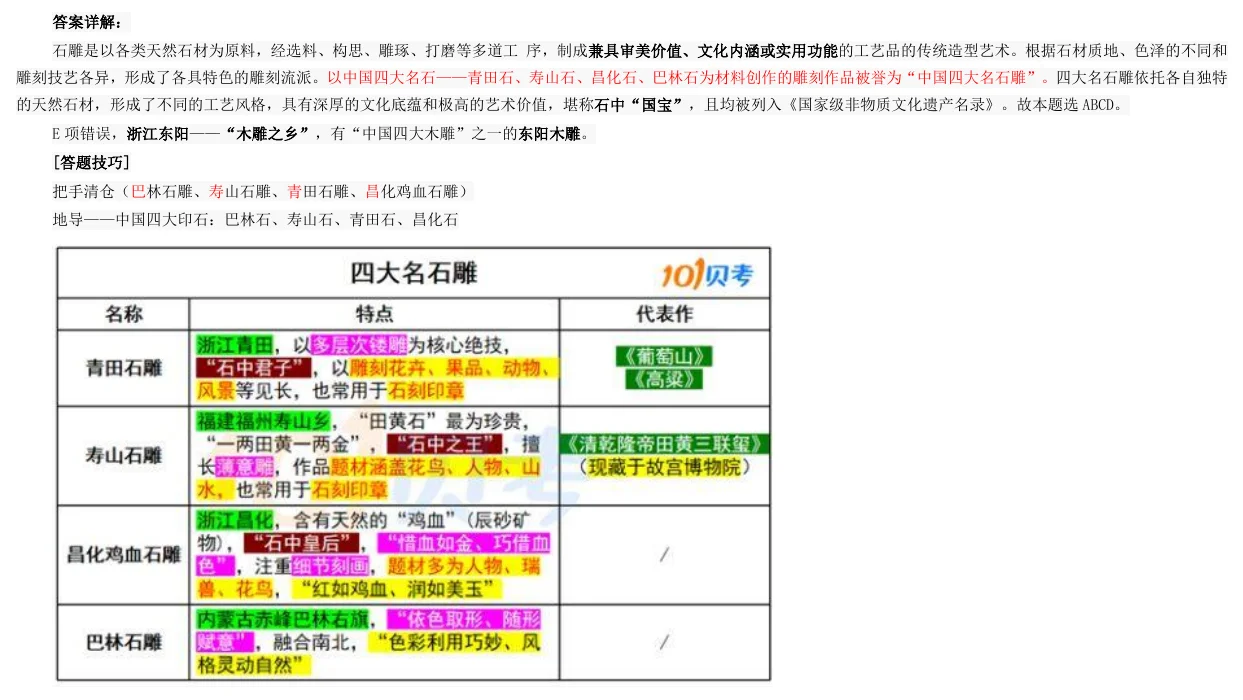 答案详解：
石雕是以各类天然石材为原料，经选料、构思、雕琢、打磨等多道工 序，制成兼具审美价值、文化内涵或实用功能的工艺品的传统造型艺术。根据石材质地、色泽的不同和
雕刻技艺各异，形成了各具特色的雕刻流派。以中国四大名石——青田石、寿山石、昌化石、巴林石为材料创作的雕刻作品被誉为“中国四大名石雕”。四大名石雕依托各自独特
的天然石材，形成了不同的工艺风格，具有深厚的文化底蕴和极高的艺术价值，堪称石中“国宝”，且均被列入《国家级非物质文化遗产名录》。故本题选 ABCD。
E 项错误，浙江东阳——“木雕之乡”，有“中国四大木雕”之一的东阳木雕。
[答题技巧]
把手清仓（巴林石雕、寿山石雕、青田石雕、昌化鸡血石雕）
地导——中国四大印石：巴林石、寿山石、青田石、昌化石
四大名石雕
101贝考
名称 特点 代表作
青田石雕
浙江青田，以多层次镂雕为核心绝技，
“石中君子”，以雕刻花卉、果品、动物、
风景等见长，也常用于石刻印章
《葡萄山》
《高粱》
寿山石雕
福建福州寿山乡，“田黄石”最为珍贵，
“一两田黄一两金”，“石中之王”，擅
长薄意雕，作品题材涵盖花鸟、人物、山
水，也常用于石刻印章
《清乾隆帝田黄三联玺》
（现藏于故宫博物院）
昌化鸡血石雕
浙江昌化，含有天然的“鸡血”（辰砂矿
物），“石中皇后”，“惜血如金、巧借血
色”，注重细节刻画，题材多为人物、瑞
兽、花鸟，“红如鸡血、润如美玉”
/
巴林石雕
内蒙古赤峰巴林右旗，“依色取形、随形
赋意”，融合南北，“色彩利用巧妙、风
格灵动自然”
/